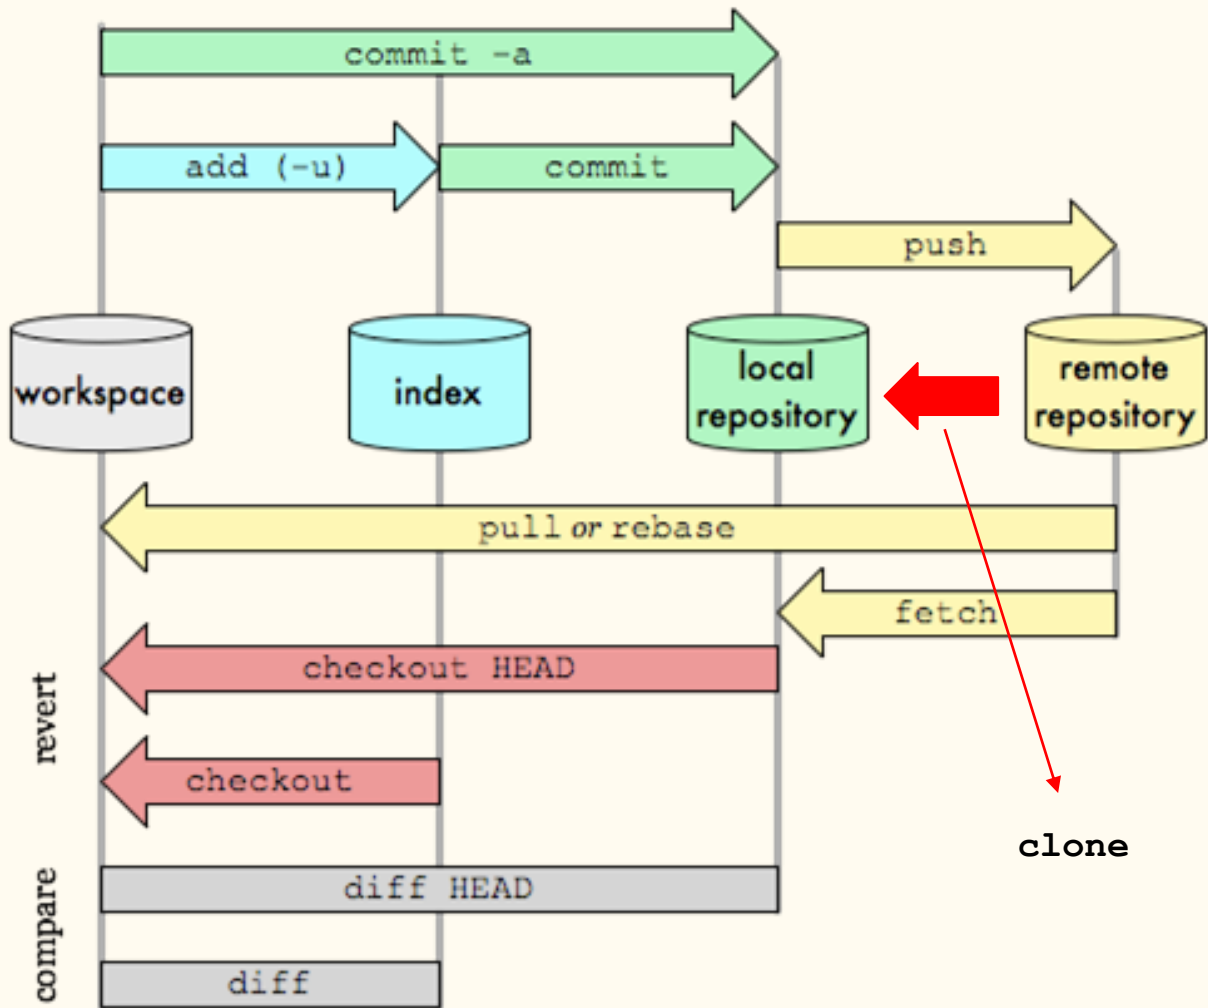 commit -a
add (-u)
commit
push
workspace
index
local
repository
remote
repository
pull or rebase
fetch
revert
checkout HEAD
checkout
clone
compare
diff HEAD
diff